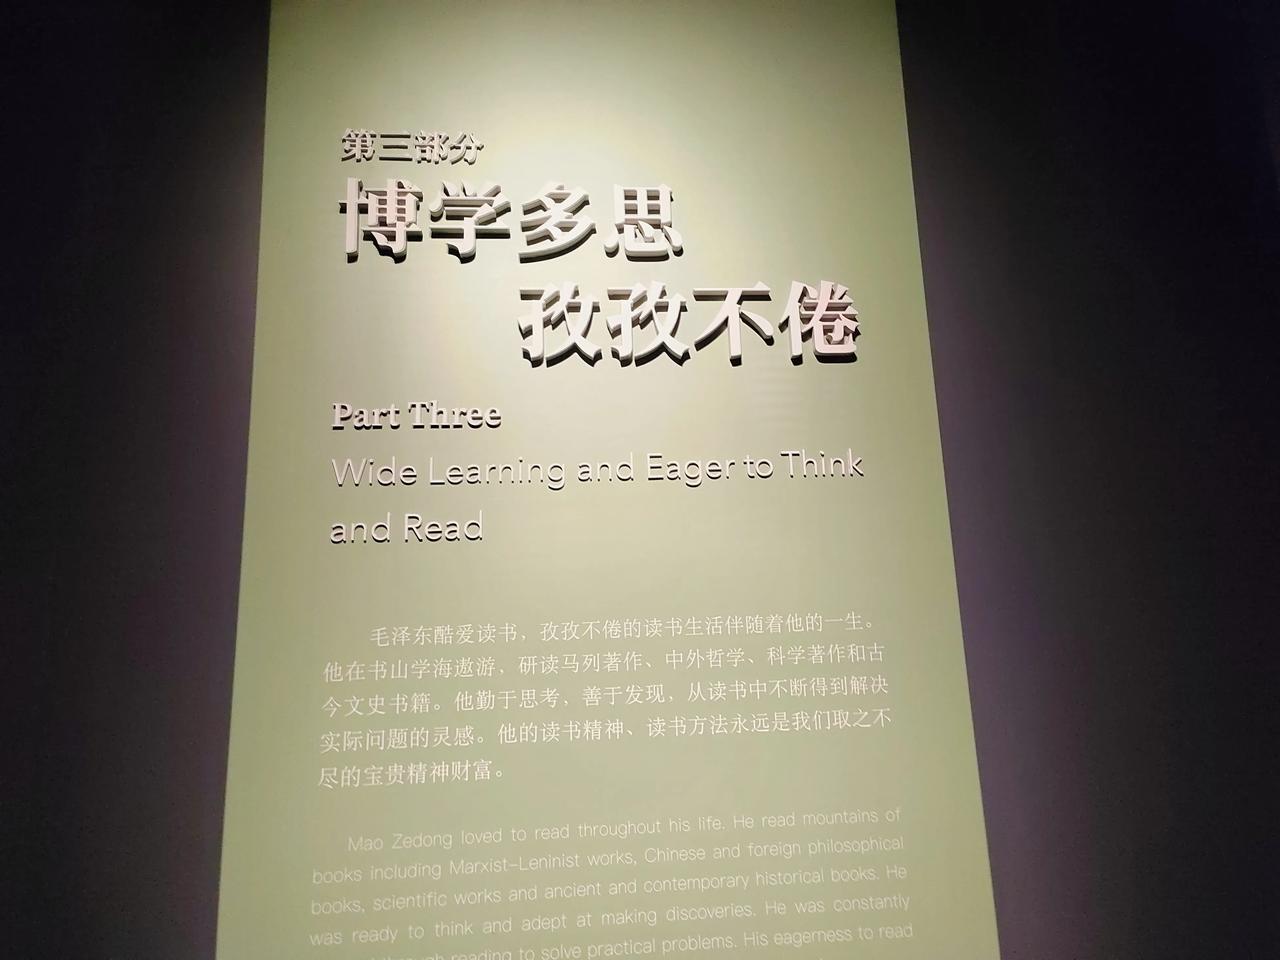 第三部分
博学多思
孜孜不倦
Part Three
Wide Learning and Eager to Think
and Read
毛泽东酷爱读书，孜孜不倦的读书生活伴随着他的一生。
他在书山学海遨游，研读马列著作、中外哲学、科学著作和古
今文史书籍。他勤于思考，善于发现，从读书中不断得到解决
实际问题的灵感。他的读书精神、读书方法永远是我们取之不
尽的宝贵精神财富。
Mao Zedong loved to read throughout his life. He read mountains of
books including Marxist-Leninist works, Chinese and foreign philosophical
books, scientific works and ancient and contemporary historical books. He
was ready to think and adept at making discoveries. He was constantly
through reading to solve practical problems. His eagerness to read